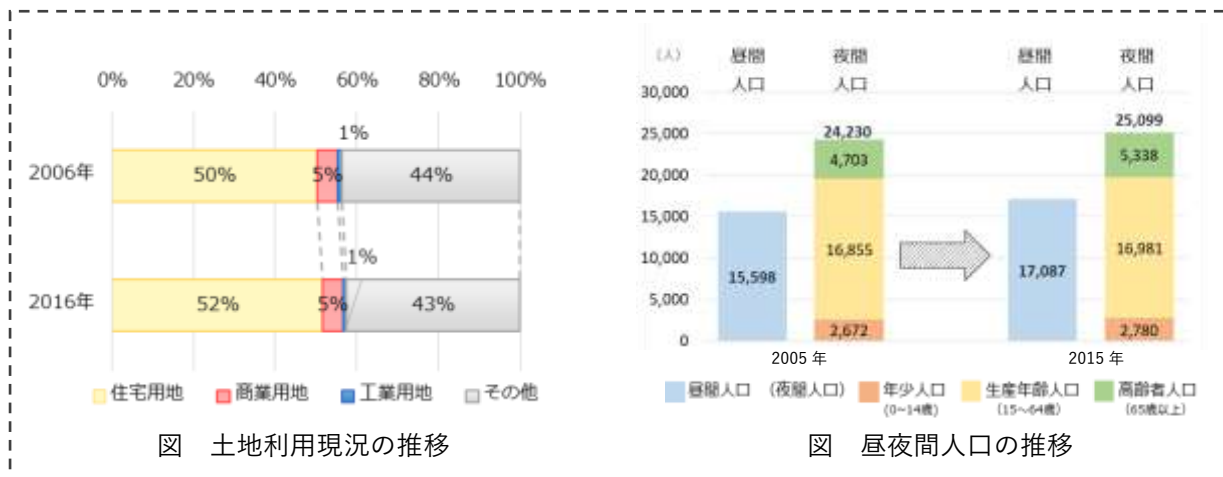 0% 20% 40% 60% 80% 100%
1%
2006年 50% 5% 44%
1%
2016年 52% 5% 43%
住宅用地 商業用地 工業用地 その他
図 土地利用現況の推移
(人) 昼間 夜間 昼間 夜間
人口 人口 人口 人口
30,000
25,099
25,000
24,230
4,703 5,338
20,000
15,000
16,855 16,981
10,000
15,598 17,087
5,000
2,672 2,780
0
2005 年 2015 年
昼間人口 (夜間人口) 年少人口 生産年齢人口 高齢者人口
(0~14歳) (15~64歳) (65歳以上)
図 昼夜間人口の推移